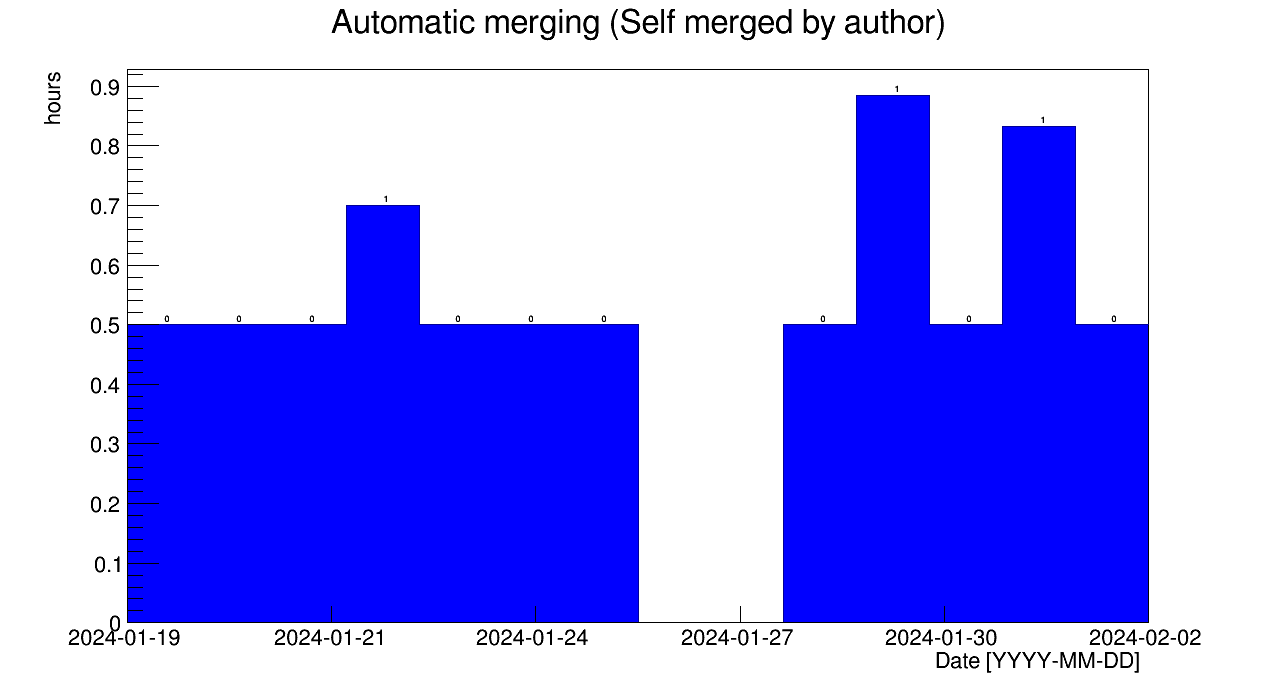 Automatic merging (Self merged by author)
hours
0.9
0.8
0.7
0.6
0.5
0.4
0.3
0.2
0.1
0
0 0 0 1 0 0 0 0 1 0 1 0
2024-01-19 2024-01-21 2024-01-24 2024-01-27 2024-01-30 2024-02-02
Date [YYYY-MM-DD]